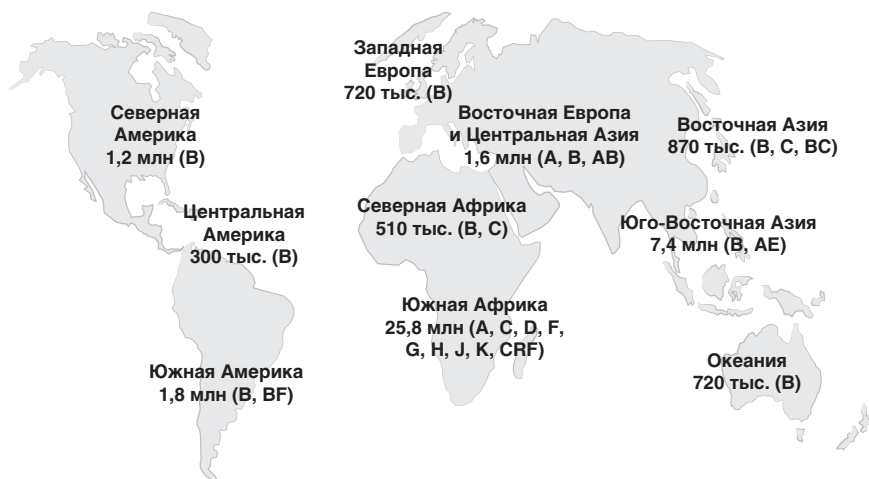 Западная
Европа
720 тыс. (B)
Северная
Америка
1,2 млн (B)
Восточная Европа
и Центральная Азия
1,6 млн (A, B, AB)
Восточная Азия
870 тыс. (B, C, BC)
Центральная
Америка
300 тыс. (B)
Северная Африка
510 тыс. (B, C)
Юго-Восточная Азия
7,4 млн (B, AE)
Южная Африка
25,8 млн (A, C, D, F,
G, H, J, K, CRF)
Южная Америка
1,8 млн (B, BF)
Океания
720 тыс. (B)